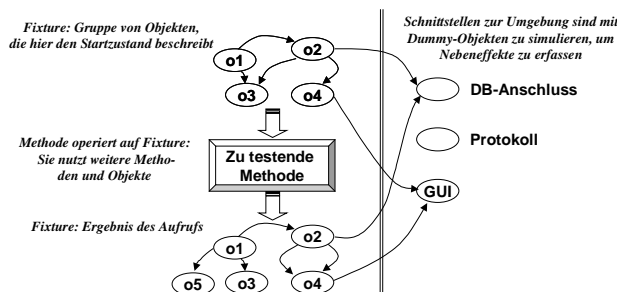 Fixture: Gruppe von Objekten,
die hier den Startzustand beschreibt
o1
o2
o3
o4
Schnittstellen zur Umgebung sind mit
Dummy-Objekten zu simulieren, um
Nebeneffekte zu erfassen
DB-Anschluss
Protokoll
GUI
Methode operiert auf Fixture:
Sie nutzt weitere Metho-
den und Objekte
Zu testende
Methode
Fixture: Ergebnis des Aufrufs
o1
o2
o5
o3
o4